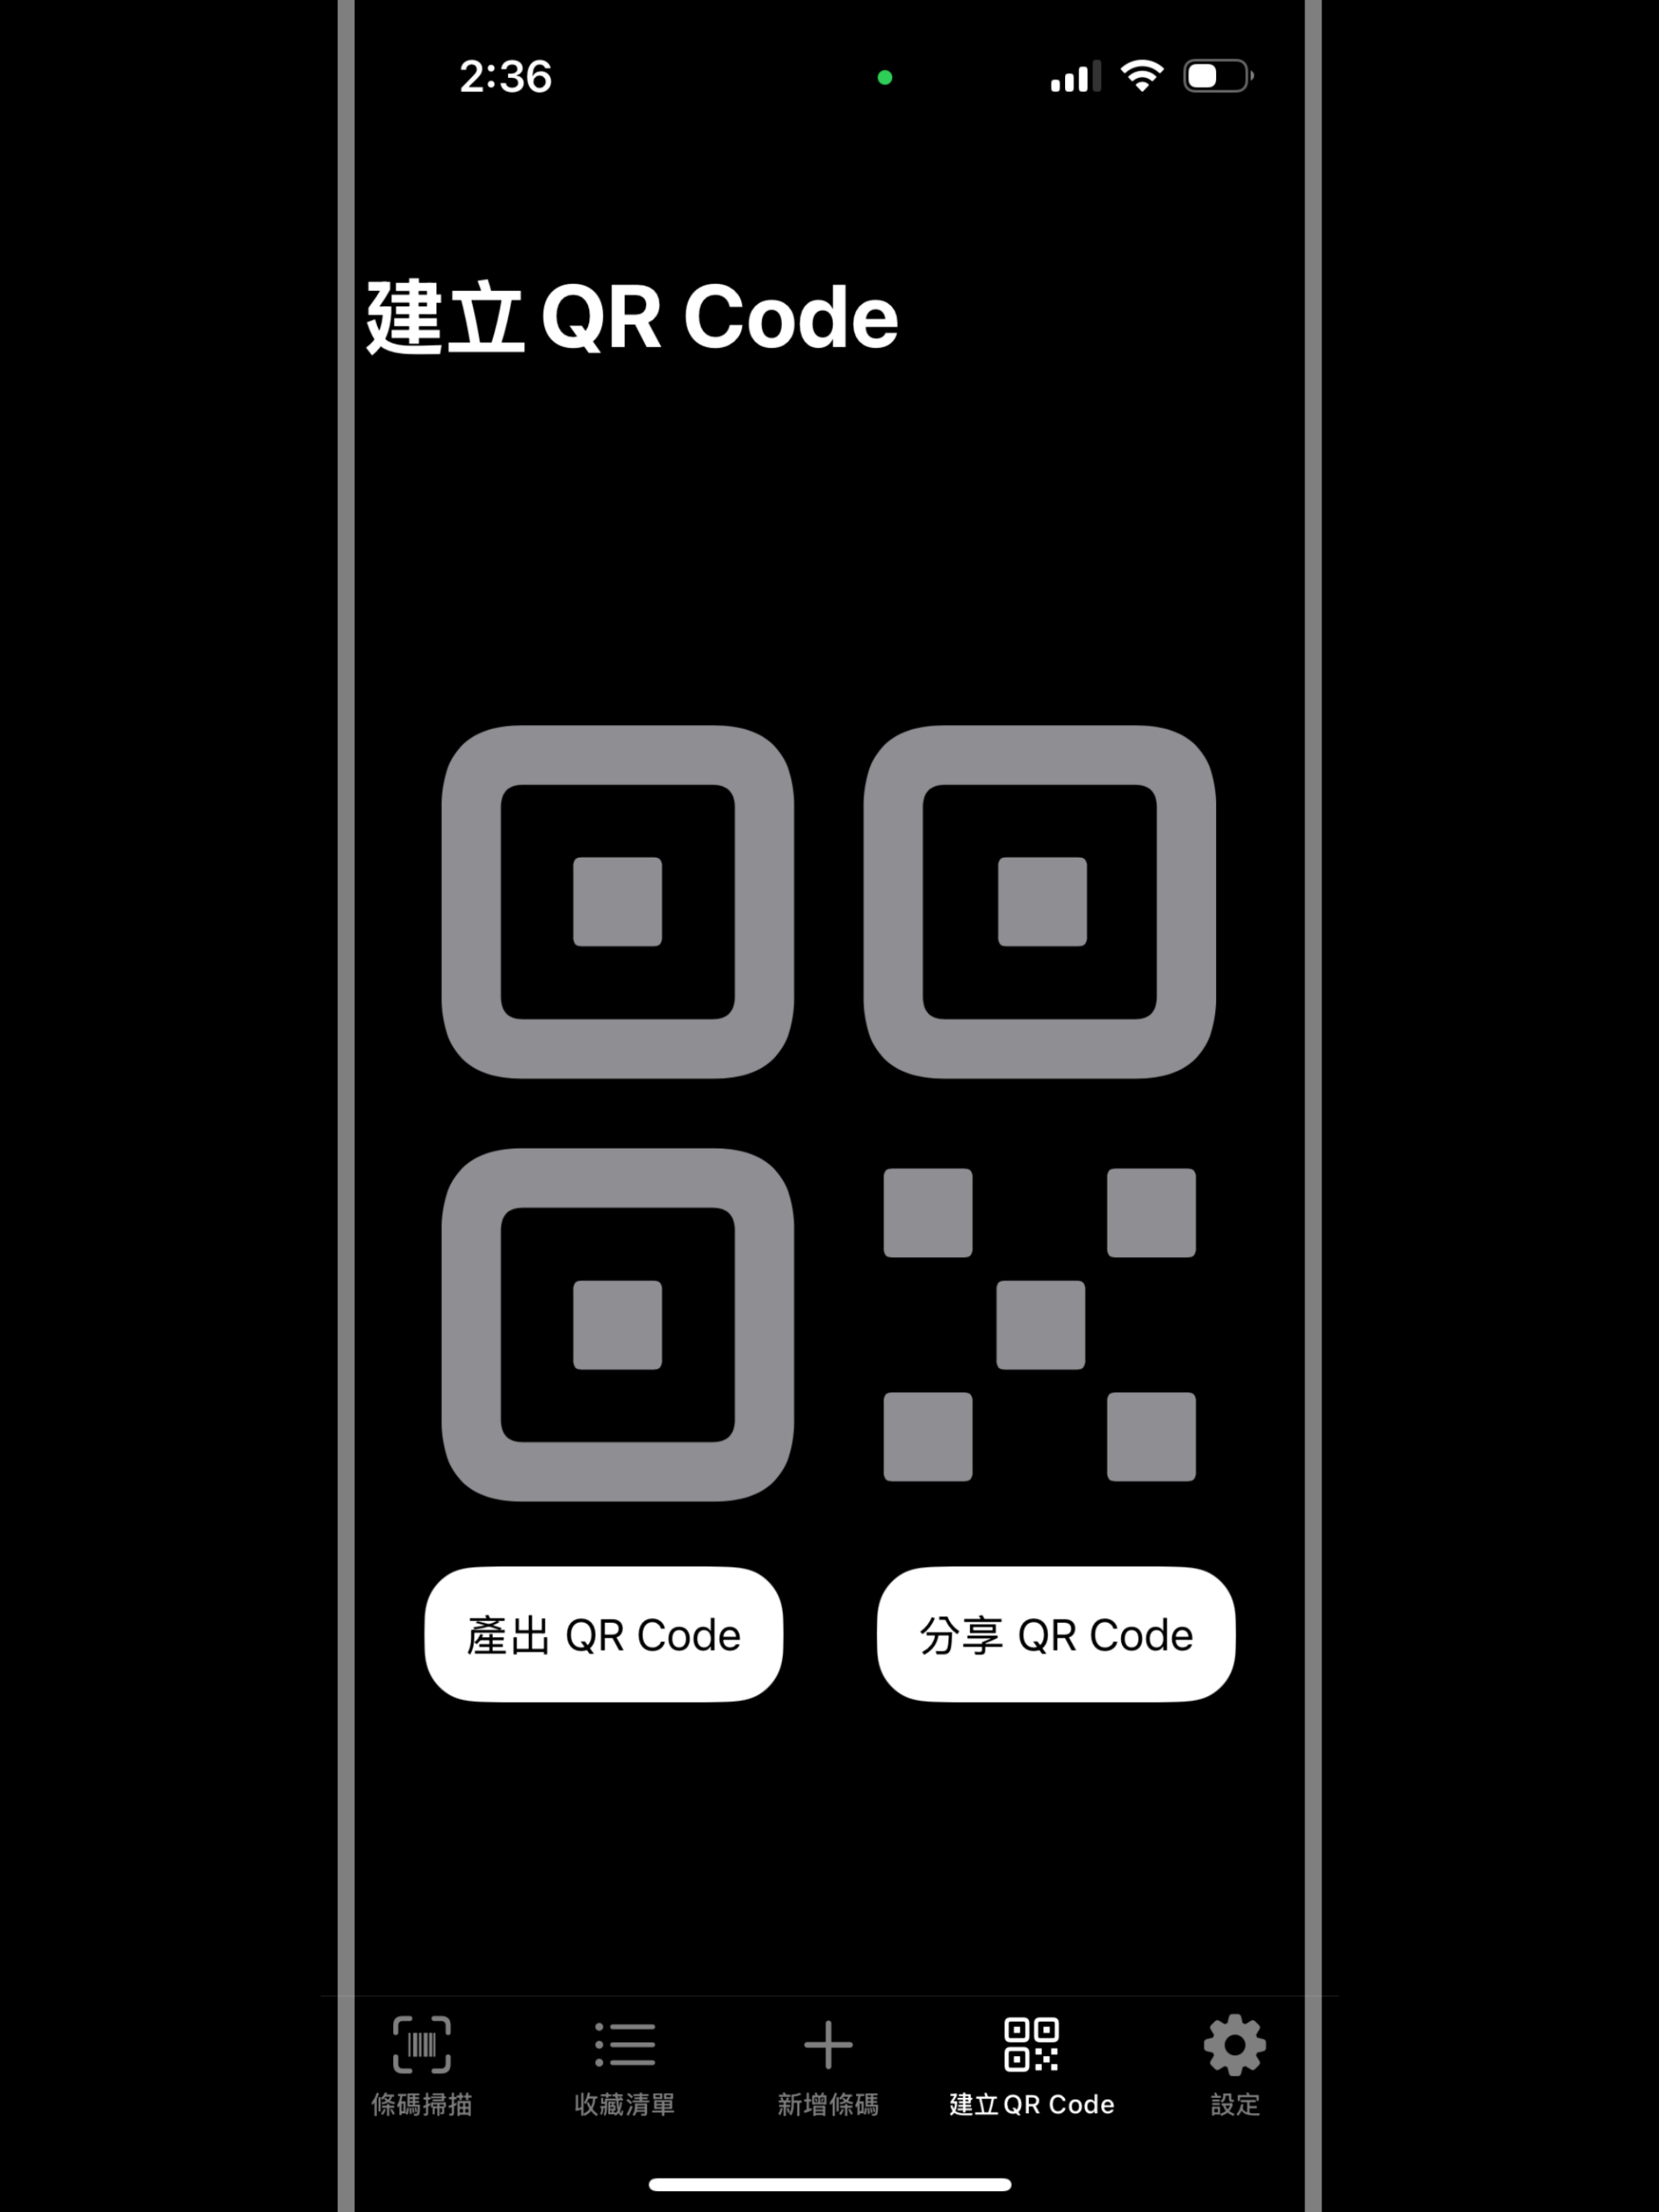 2:36
建立 QR Code
產出 QR Code
分享 QR Code
條碼掃描
收藏清單
新增條碼
建立 QR Code
設定